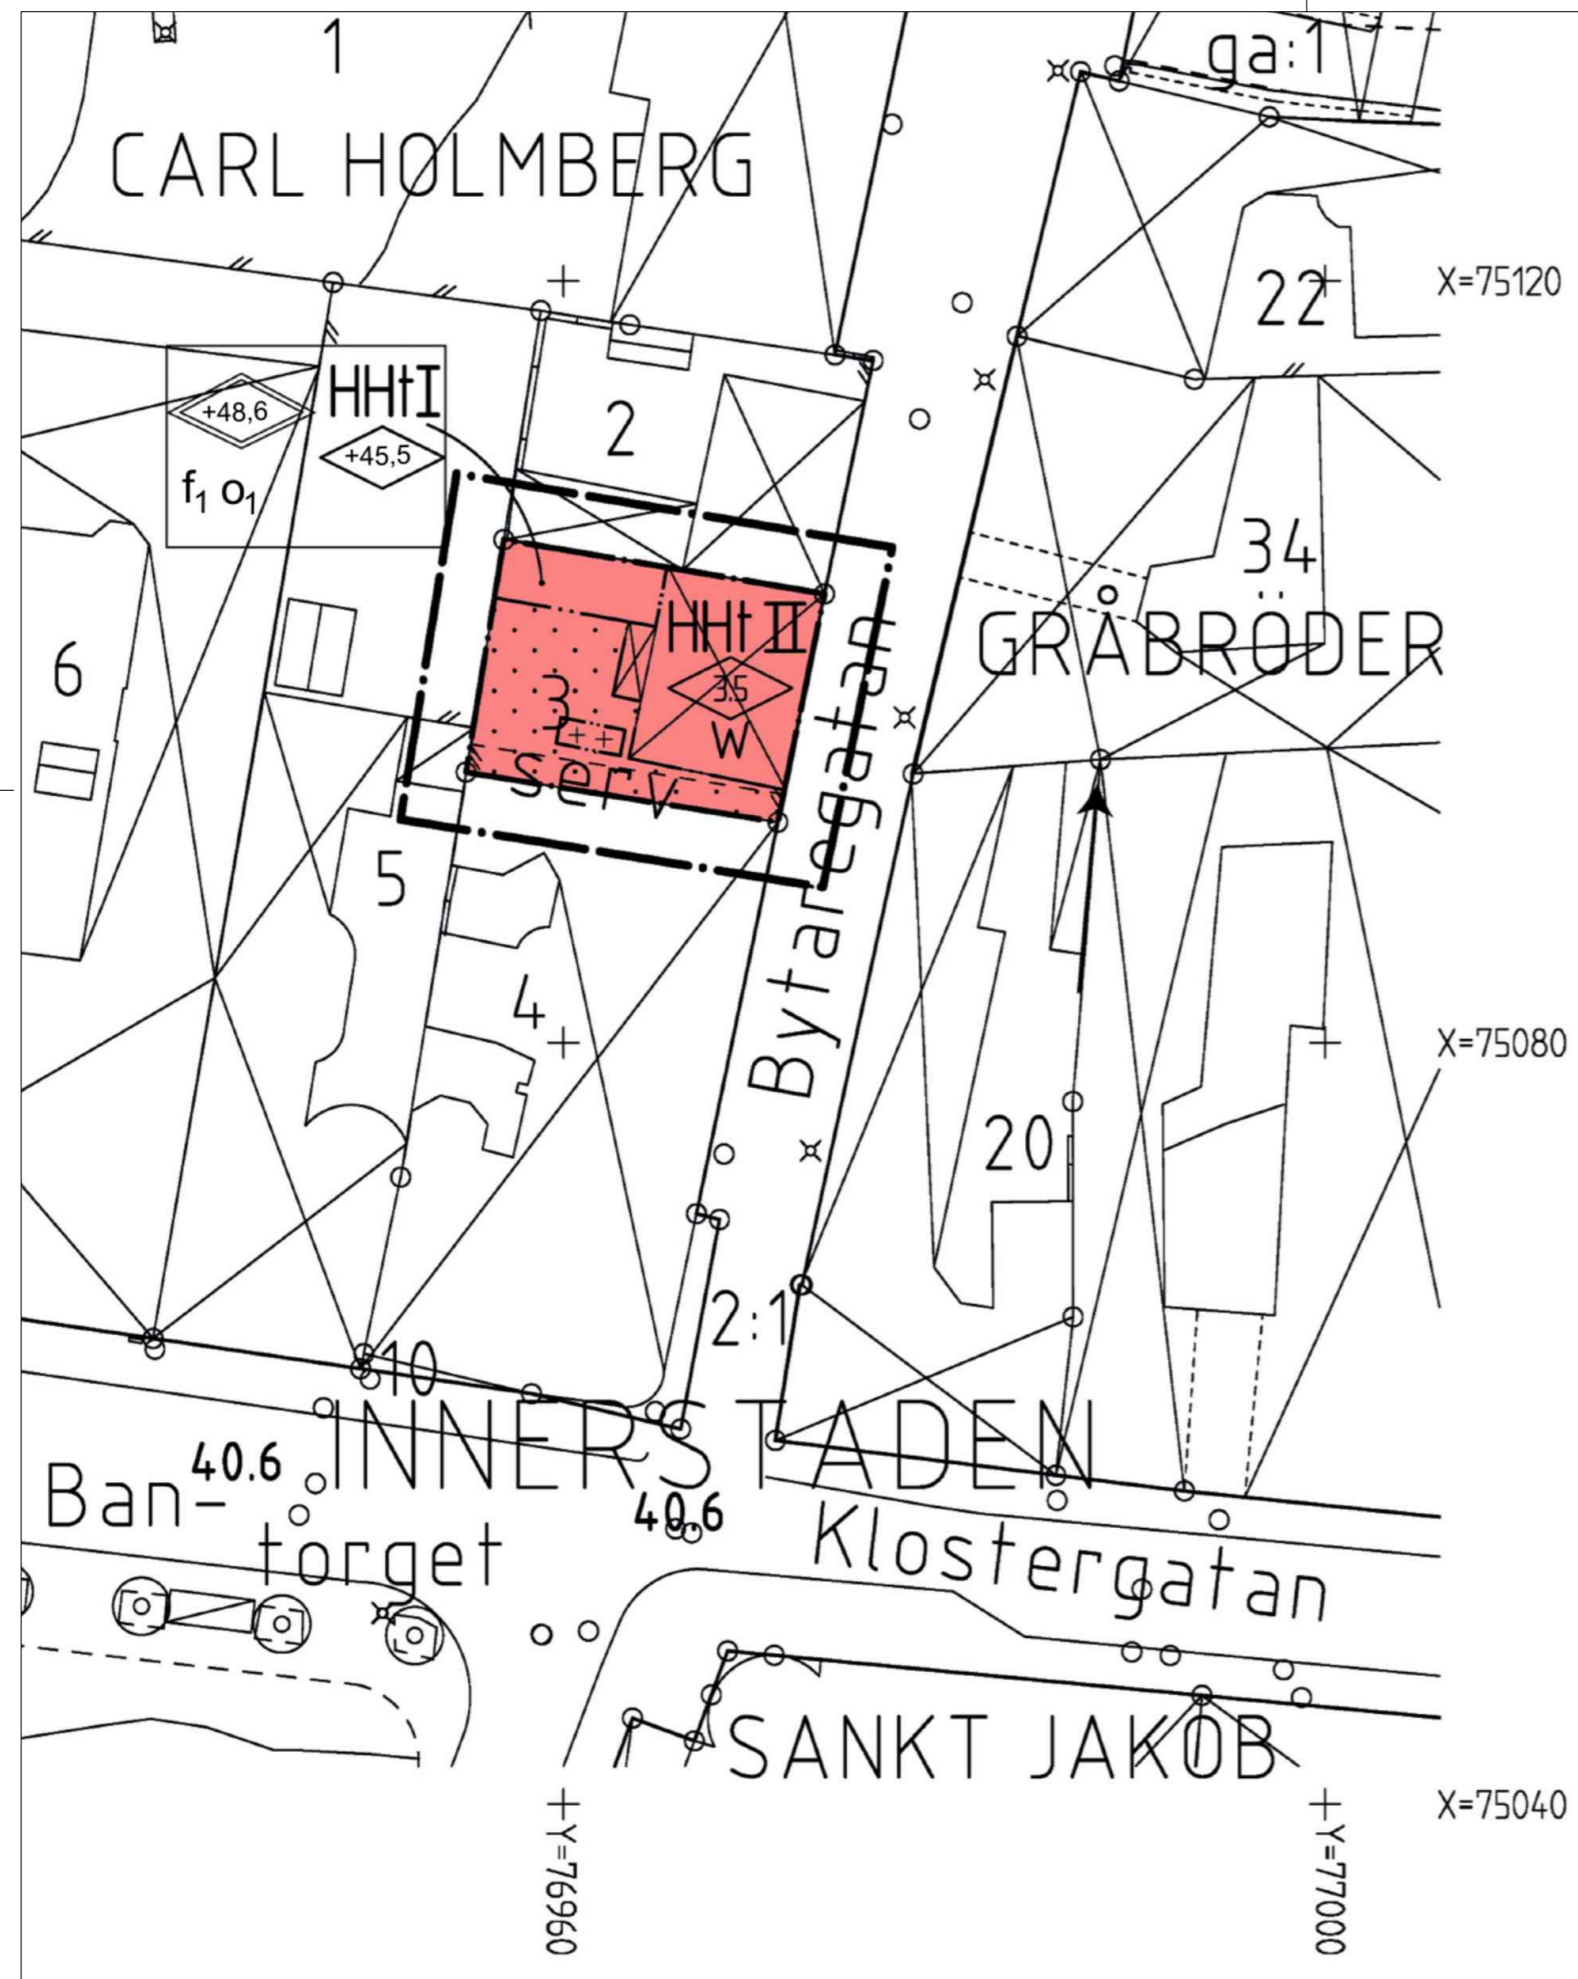 1
ga:1
CARL HOLMBERG
22
X=75120
HHtI
+48,6
+45,5
f1 o1
2
34
HHt II
GRÅBRÖDER
6
3
3.5
W
serv
Bytaregatan
5
4
X=75080
20
2:1
10
INNERSTADEN
40.6
Ban-
40.6
torget
Klostergatan
SANKT JAKOB
X=75040
Y=76960
Y=77000